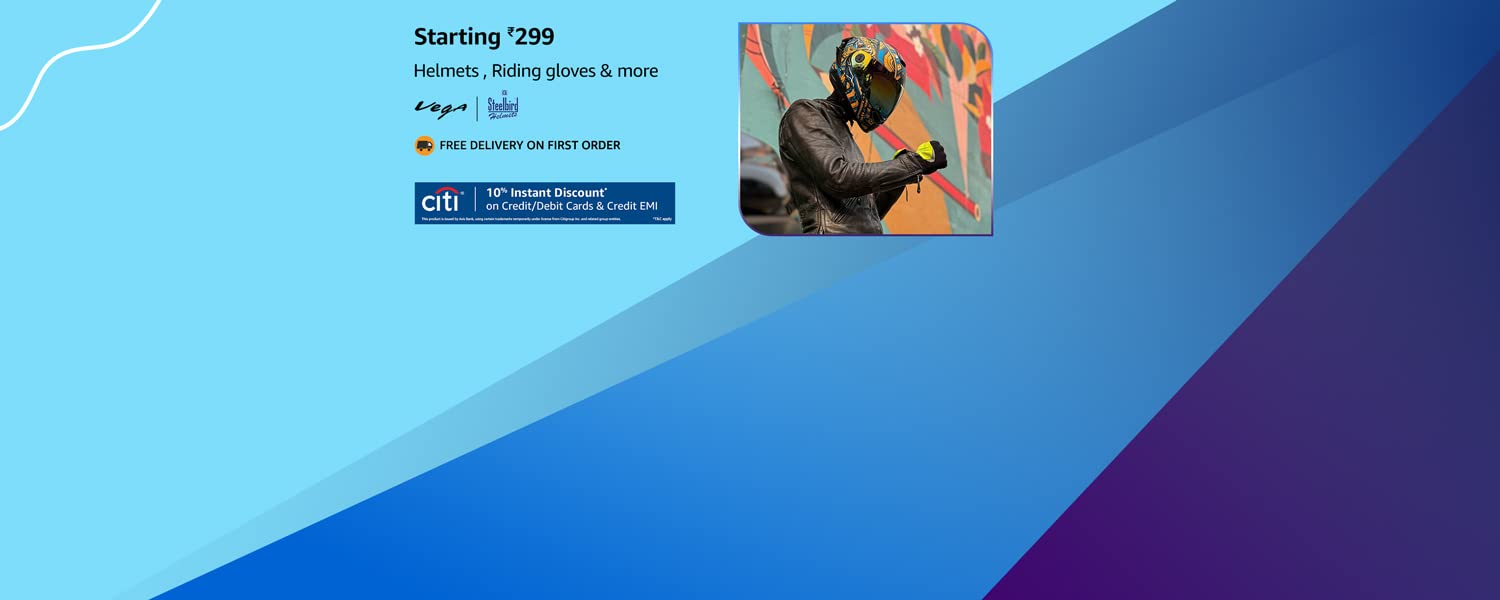 Starting ₹299
Helmets , Riding gloves & more
Vega | Steelbird
Helmets
FREE DELIVERY ON FIRST ORDER
citi® 10% Instant Discount*
on Credit/Debit Cards & Credit EMI
This product is issued by Axis Bank, using certain trademarks temporarily under license from Citigroup Inc. and related group entities. *T&C apply